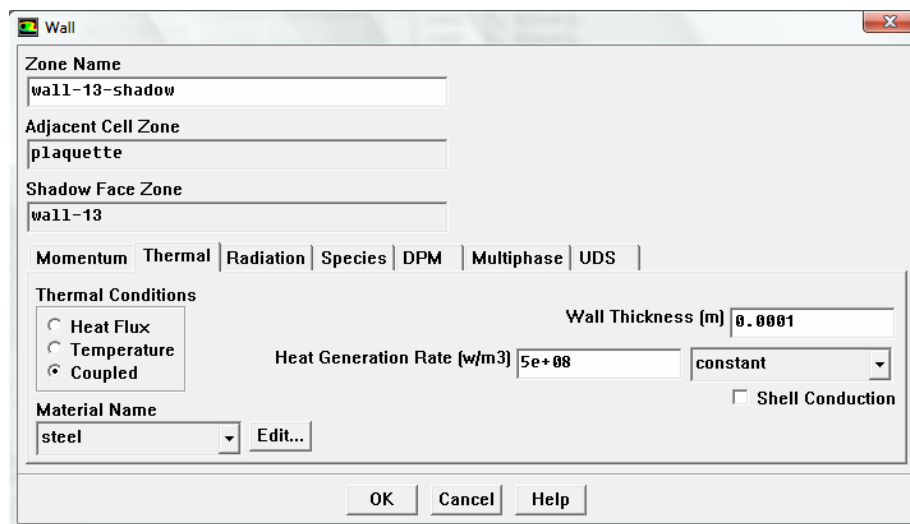 Wall
Zone Name
wall-13-shadow
Adjacent Cell Zone
plaquette
Shadow Face Zone
wall-13
Momentum Thermal Radiation Species DPM Multiphase UDS
Thermal Conditions
Heat Flux
Temperature
Coupled
Wall Thickness (m) 0.0001
Heat Generation Rate (w/m3) 5e+08 constant
Shell Conduction
Material Name
steel Edit...
OK Cancel Help